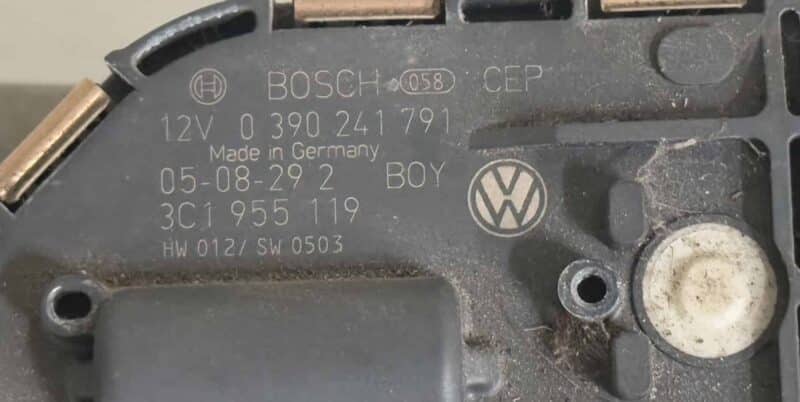 BOSCH 058 CEP
12V 0 390 241 791
Made in Germany
05-08-29 2 BOY
3C1 955 119
HW 012/ SW 0503